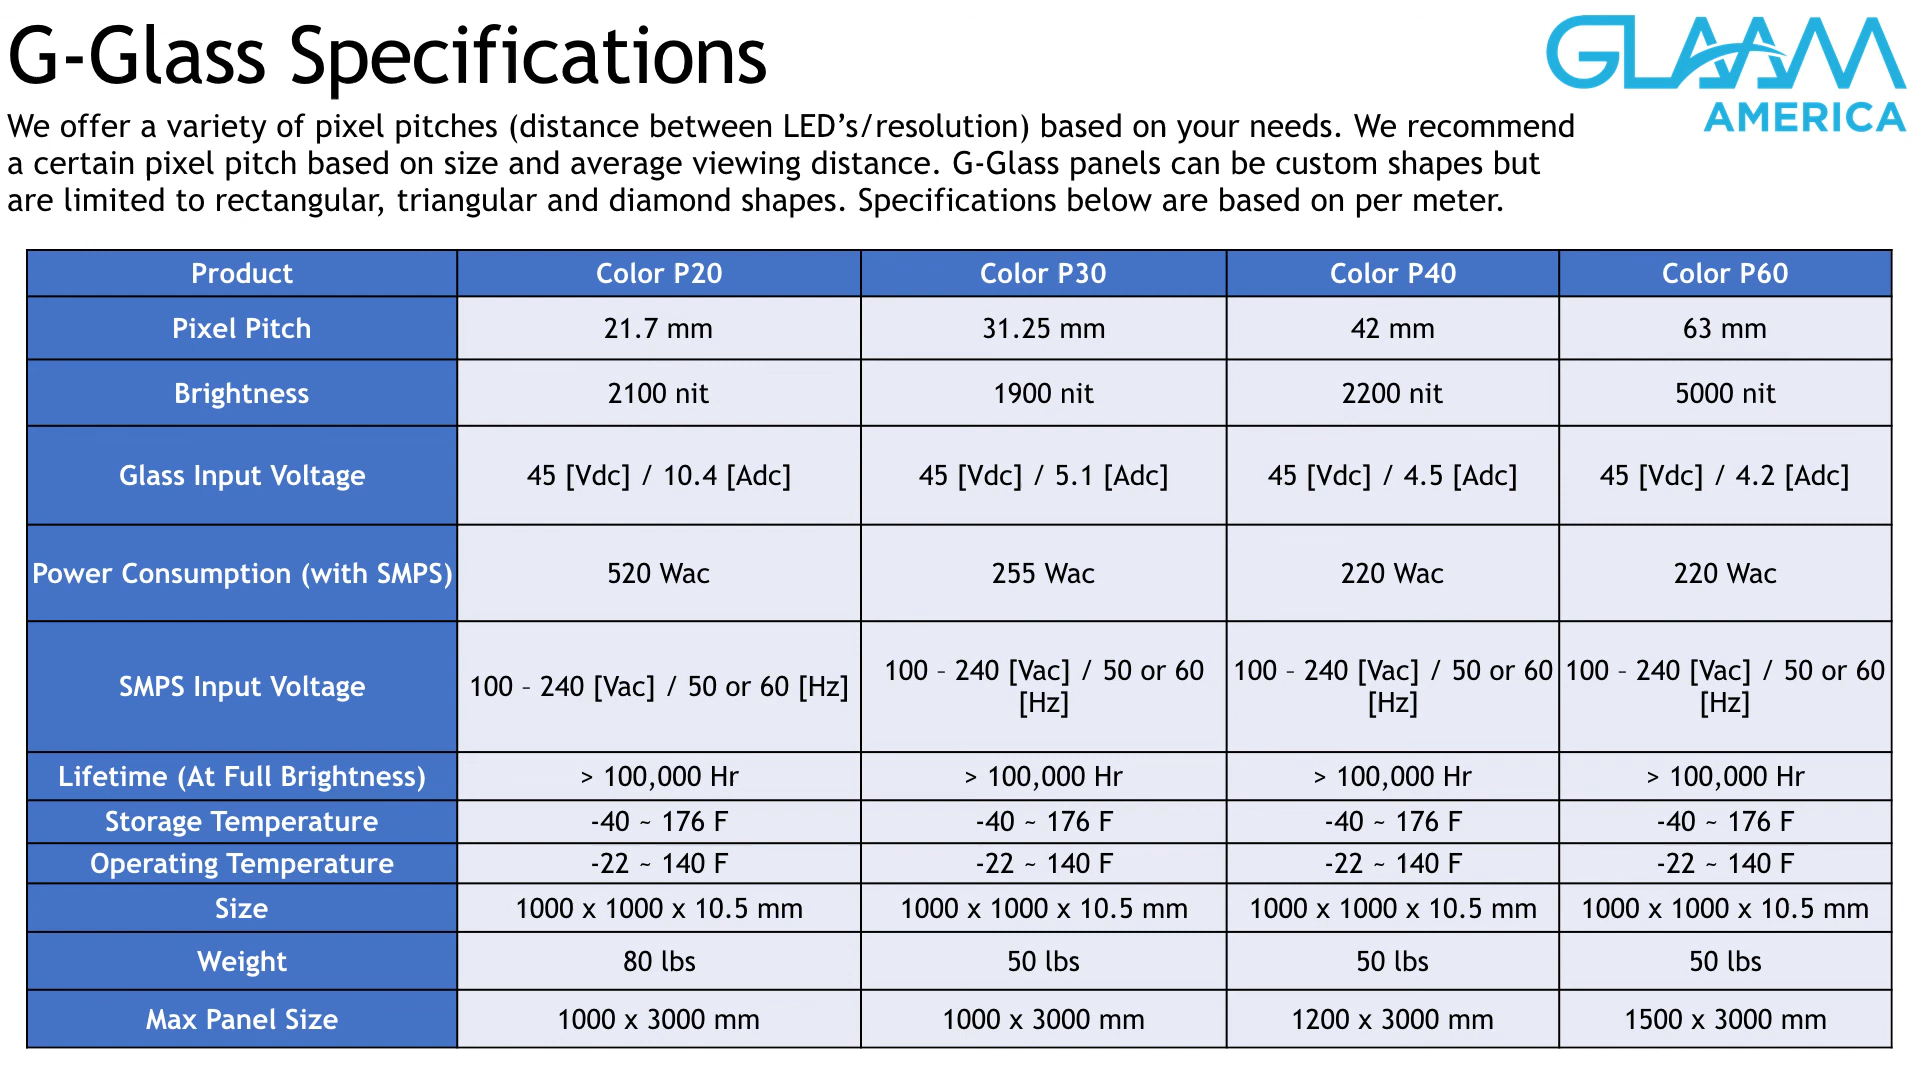 G-Glass Specifications
GLAAM
AMERICA
We offer a variety of pixel pitches (distance between LED’s/resolution) based on your needs. We recommend
a certain pixel pitch based on size and average viewing distance. G-Glass panels can be custom shapes but
are limited to rectangular, triangular and diamond shapes. Specifications below are based on per meter.
Product Color P20 Color P30 Color P40 Color P60
Pixel Pitch 21.7 mm 31.25 mm 42 mm 63 mm
Brightness 2100 nit 1900 nit 2200 nit 5000 nit
Glass Input Voltage 45 [Vdc] / 10.4 [Adc] 45 [Vdc] / 5.1 [Adc] 45 [Vdc] / 4.5 [Adc] 45 [Vdc] / 4.2 [Adc]
Power Consumption (with SMPS) 520 Wac 255 Wac 220 Wac 220 Wac
SMPS Input Voltage 100 – 240 [Vac] / 50 or 60 [Hz] 100 – 240 [Vac] / 50 or 60 [Hz] 100 – 240 [Vac] / 50 or 60 [Hz] 100 – 240 [Vac] / 50 or 60 [Hz]
Lifetime (At Full Brightness) > 100,000 Hr > 100,000 Hr > 100,000 Hr > 100,000 Hr
Storage Temperature -40 ~ 176 F -40 ~ 176 F -40 ~ 176 F -40 ~ 176 F
Operating Temperature -22 ~ 140 F -22 ~ 140 F -22 ~ 140 F -22 ~ 140 F
Size 1000 x 1000 x 10.5 mm 1000 x 1000 x 10.5 mm 1000 x 1000 x 10.5 mm 1000 x 1000 x 10.5 mm
Weight 80 lbs 50 lbs 50 lbs 50 lbs
Max Panel Size 1000 x 3000 mm 1000 x 3000 mm 1200 x 3000 mm 1500 x 3000 mm